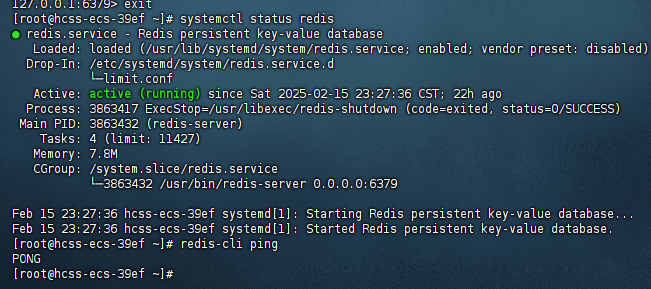 127.0.0.1:6379> exit
[root@hcss-ecs-39ef ~]# systemctl status redis
● redis.service - Redis persistent key-value database
   Loaded: loaded (/usr/lib/systemd/system/redis.service; enabled; vendor preset: disabled)
  Drop-In: /etc/systemd/system/redis.service.d
           └─limit.conf
   Active: active (running) since Sat 2025-02-15 23:27:36 CST; 22h ago
  Process: 3863417 ExecStop=/usr/libexec/redis-shutdown (code=exited, status=0/SUCCESS)
 Main PID: 3863432 (redis-server)
    Tasks: 4 (limit: 11427)
   Memory: 7.8M
   CGroup: /system.slice/redis.service
           └─3863432 /usr/bin/redis-server 0.0.0.0:6379
Feb 15 23:27:36 hcss-ecs-39ef systemd[1]: Starting Redis persistent key-value database...
Feb 15 23:27:36 hcss-ecs-39ef systemd[1]: Started Redis persistent key-value database.
[root@hcss-ecs-39ef ~]# redis-cli ping
PONG
[root@hcss-ecs-39ef ~]#